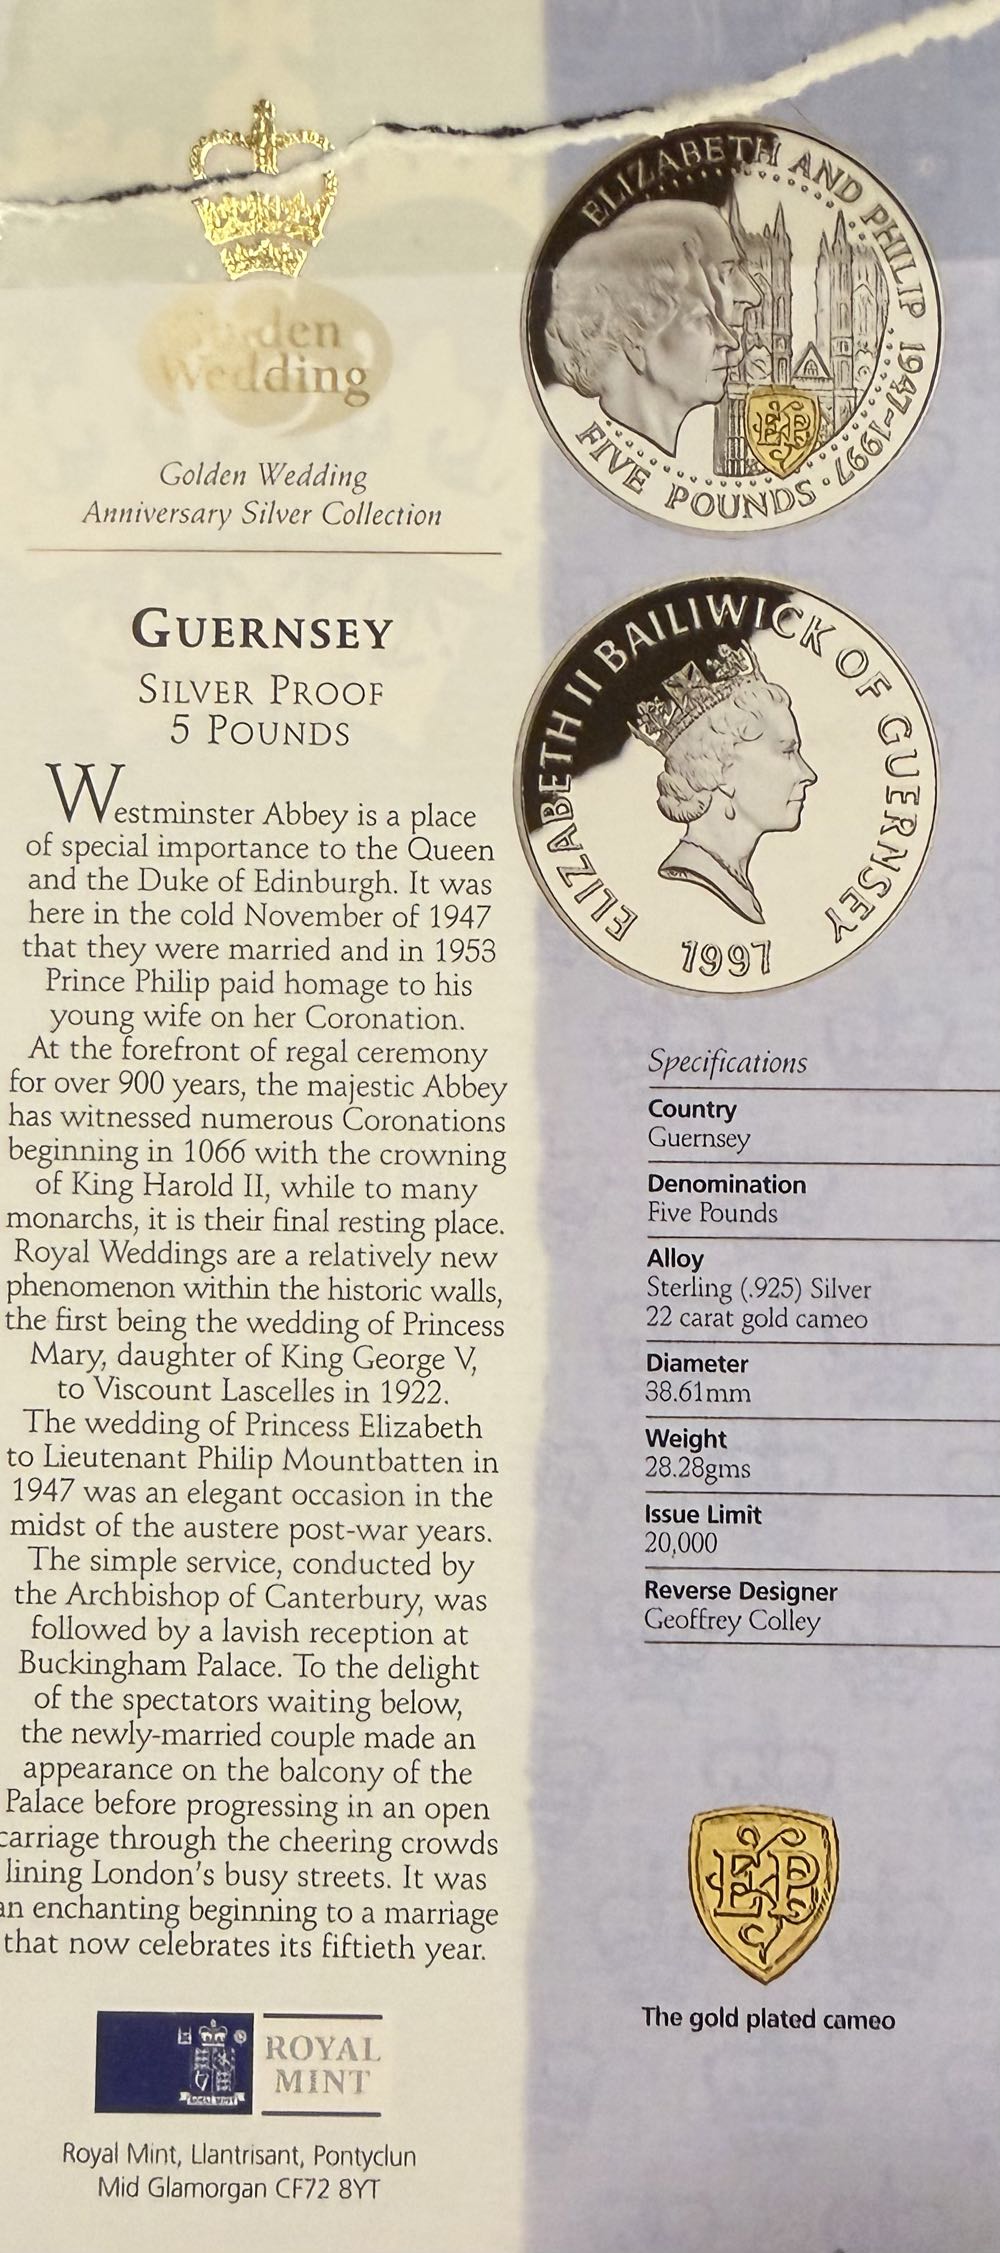 Golden
Wedding
Golden Wedding
Anniversary Silver Collection
GUERNSEY
SILVER PROOF
5 POUNDS
Westminster Abbey is a place
of special importance to the Queen
and the Duke of Edinburgh. It was
here in the cold November of 1947
that they were married and in 1953
Prince Philip paid homage to his
young wife on her Coronation.
At the forefront of regal ceremony
for over 900 years, the majestic Abbey
has witnessed numerous Coronations
beginning in 1066 with the crowning
of King Harold II, while to many
monarchs, it is their final resting place.
Royal Weddings are a relatively new
phenomenon within the historic walls,
the first being the wedding of Princess
Mary, daughter of King George V,
to Viscount Lascelles in 1922.
The wedding of Princess Elizabeth
to Lieutenant Philip Mountbatten in
1947 was an elegant occasion in the
midst of the austere post-war years.
The simple service, conducted by
the Archbishop of Canterbury, was
followed by a lavish reception at
Buckingham Palace. To the delight
of the spectators waiting below,
the newly-married couple made an
appearance on the balcony of the
Palace before progressing in an open
carriage through the cheering crowds
lining London's busy streets. It was
an enchanting beginning to a marriage
that now celebrates its fiftieth year.
ROYAL MINT
ROYAL
MINT
Royal Mint, Llantrisant, Pontyclun
Mid Glamorgan CF72 8YT
ELIZABETH AND PHILIP 1947-1997
FIVE POUNDS
EP
ELIZABETH II BAILIWICK OF GUERNSEY
1997
Specifications
Country
Guernsey
Denomination
Five Pounds
Alloy
Sterling (.925) Silver
22 carat gold cameo
Diameter
38.61mm
Weight
28.28gms
Issue Limit
20,000
Reverse Designer
Geoffrey Colley
EP
The gold plated cameo